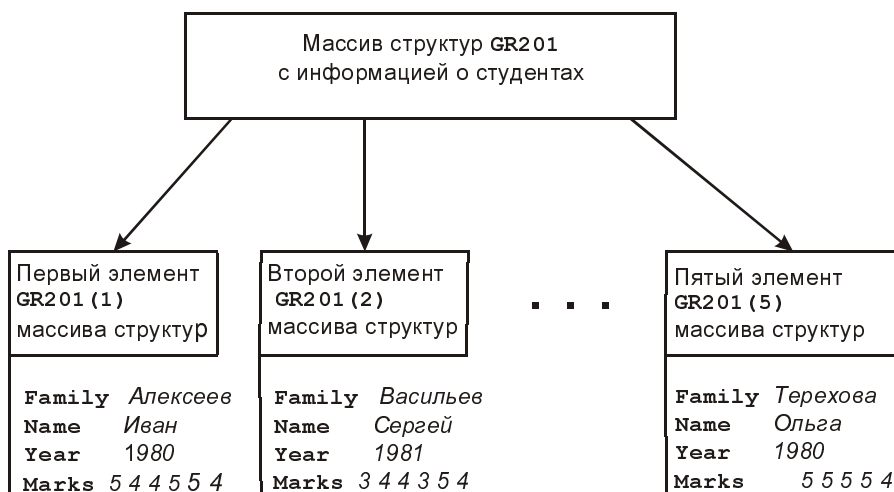 Массив структур GR201
с информацией о студентах
Первый элемент
GR201(1)
массива структур
Второй элемент
GR201(2)
массива структур
. . .
Пятый элемент
GR201(5)
массива структур
Family Алексеев
Name Иван
Year 1980
Marks 5 4 4 5 5 4
Family Васильев
Name Сергей
Year 1981
Marks 3 4 4 3 5 4
Family Терехова
Name Ольга
Year 1980
Marks 5 5 5 5 4